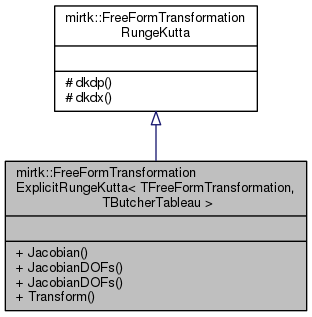 mirtk::FreeFormTransformation
RungeKutta
# dkdp()
# dkdx()
mirtk::FreeFormTransformation
ExplicitRungeKutta< TFreeFormTransformation,
TButcherTableau >
+ Jacobian()
+ JacobianDOFs()
+ JacobianDOFs()
+ Transform()